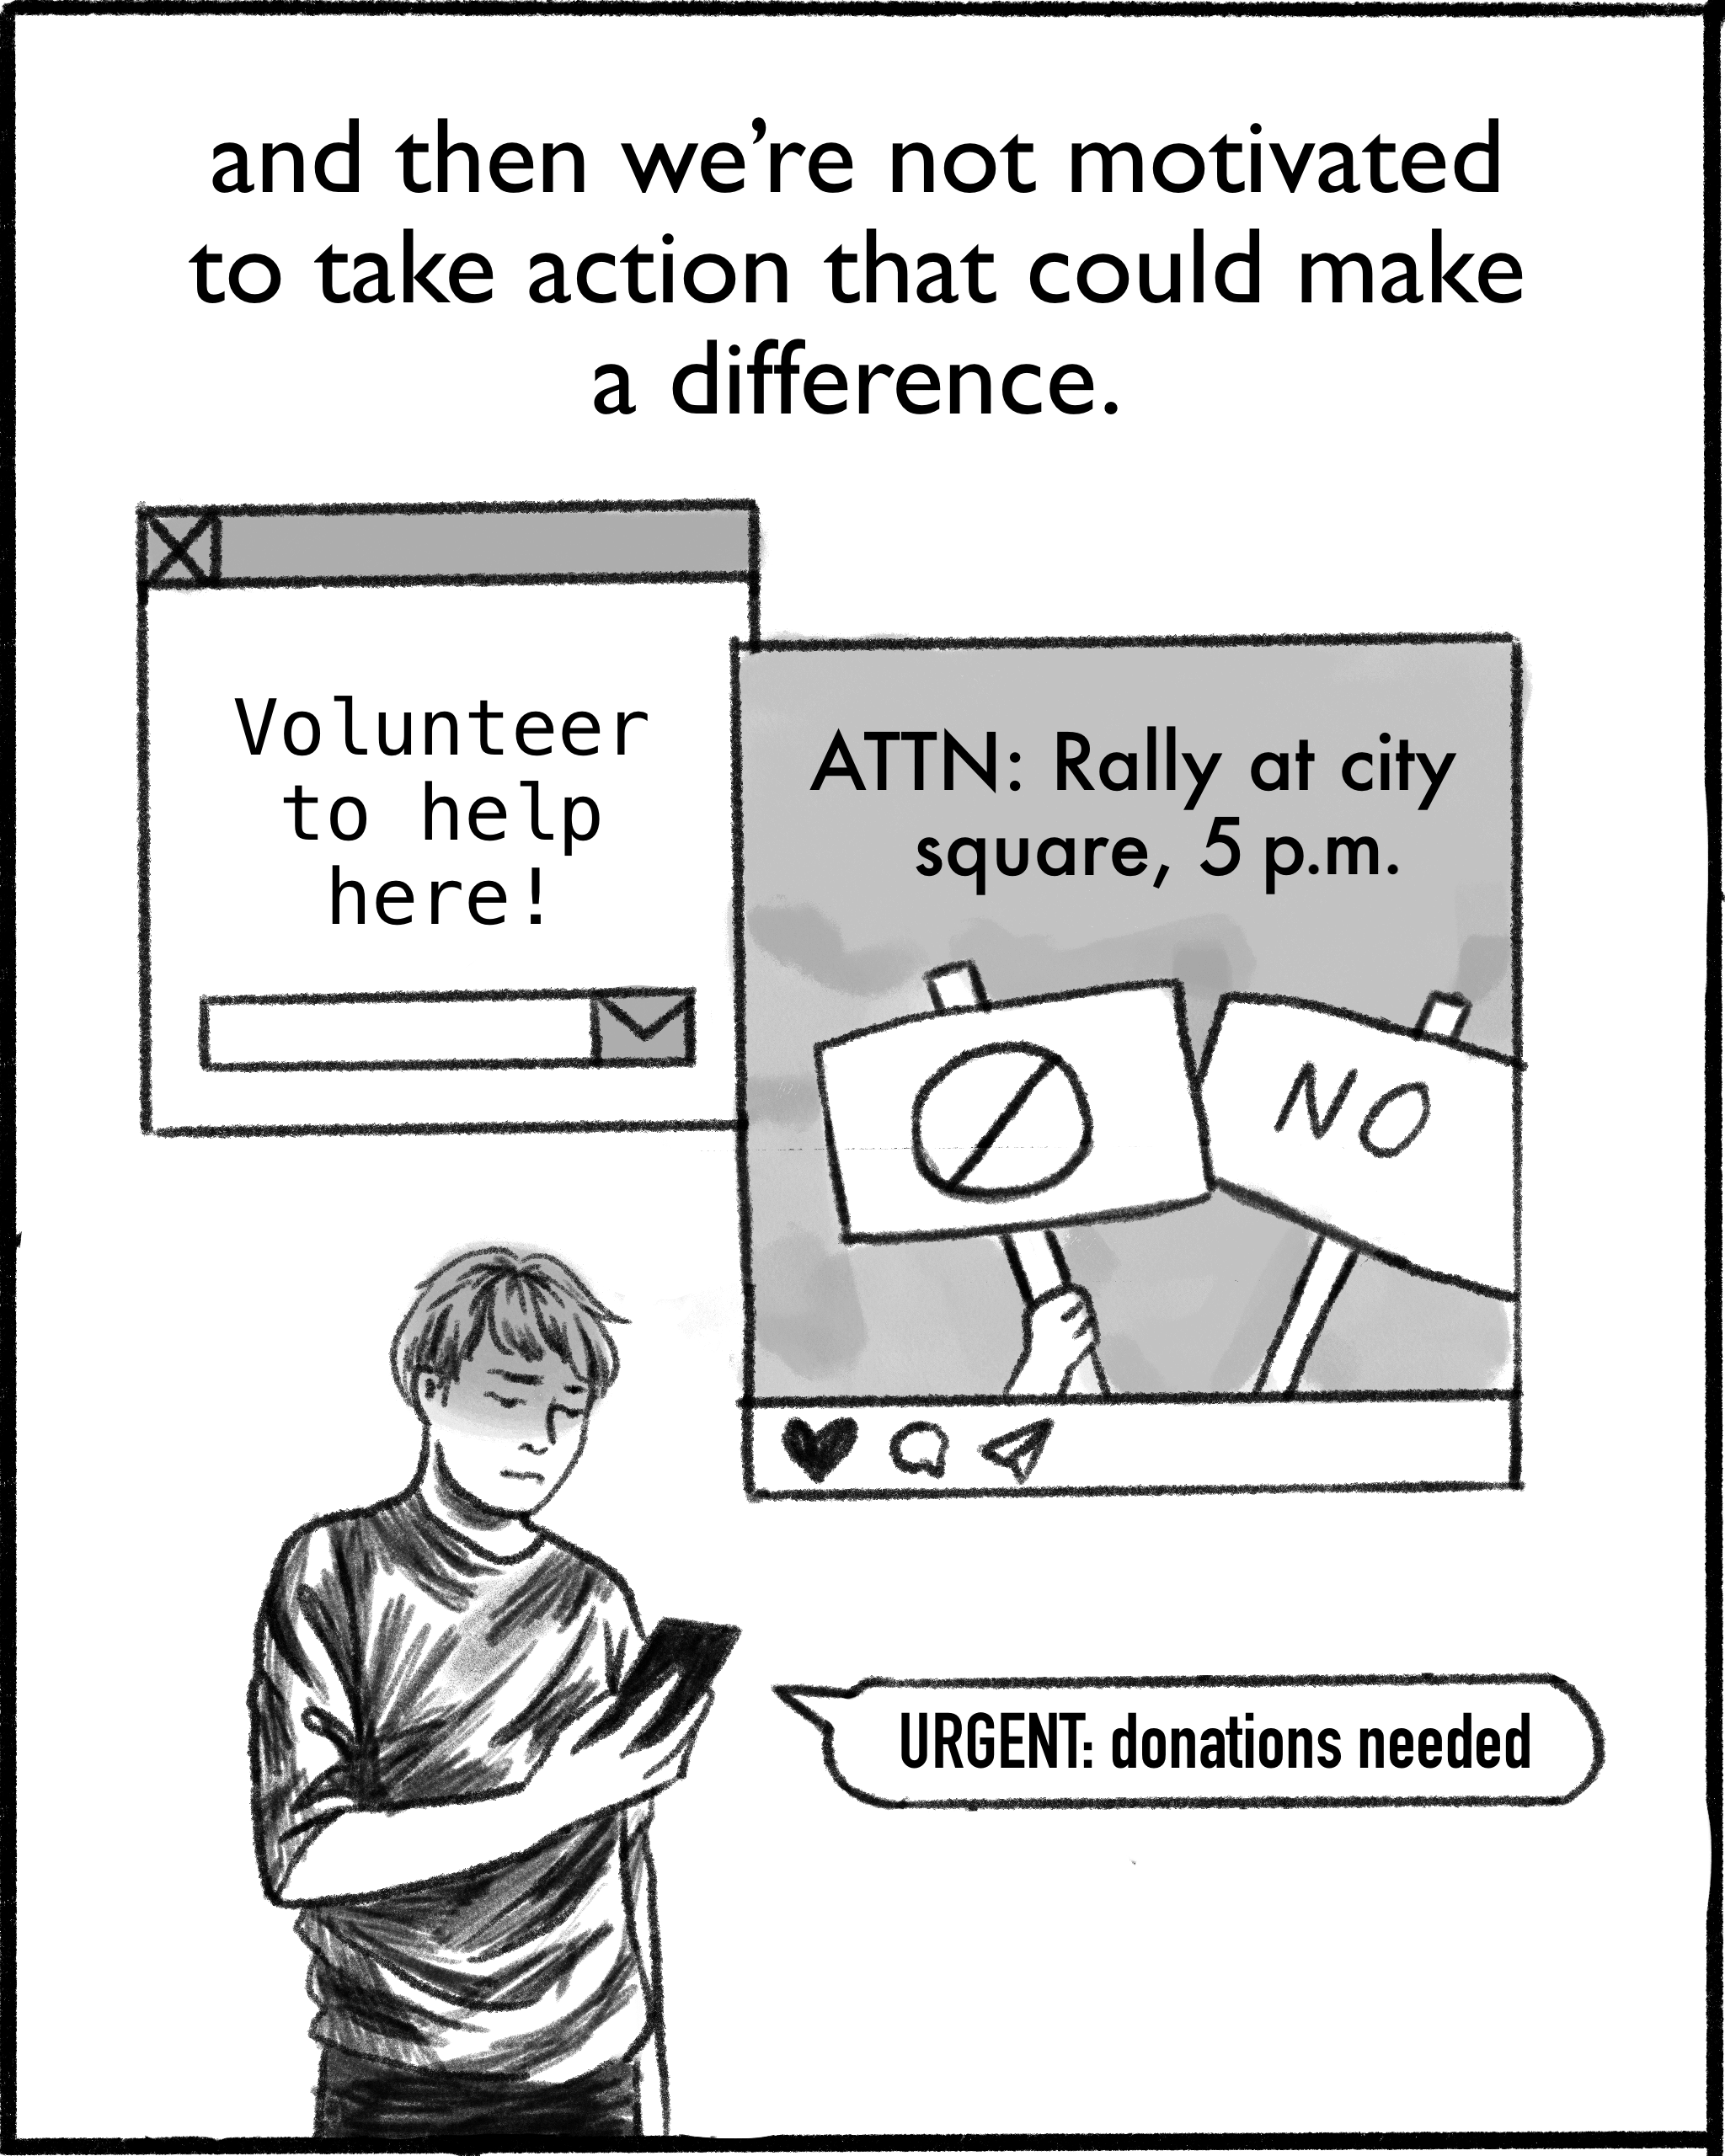 and then we’re not motivated
to take action that could make
a difference.
Volunteer
to help
here!
ATTN: Rally at city
square, 5 p.m.
NO
URGENT: donations needed